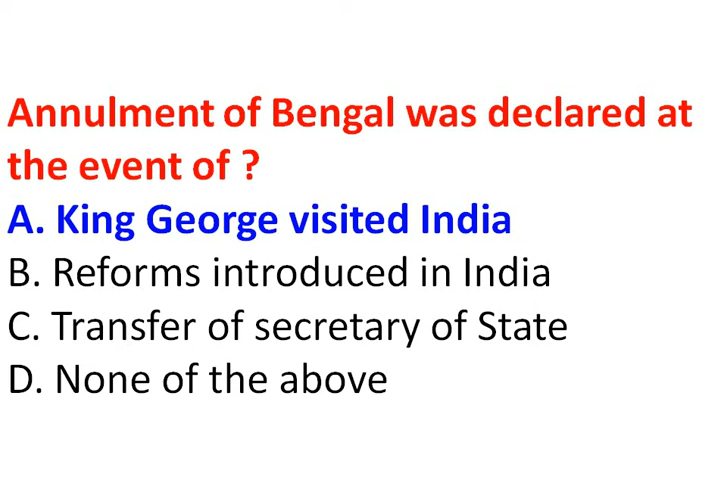 Annulment of Bengal was declared at
the event of ?
A. King George visited India
B. Reforms introduced in India
C. Transfer of secretary of State
D. None of the above